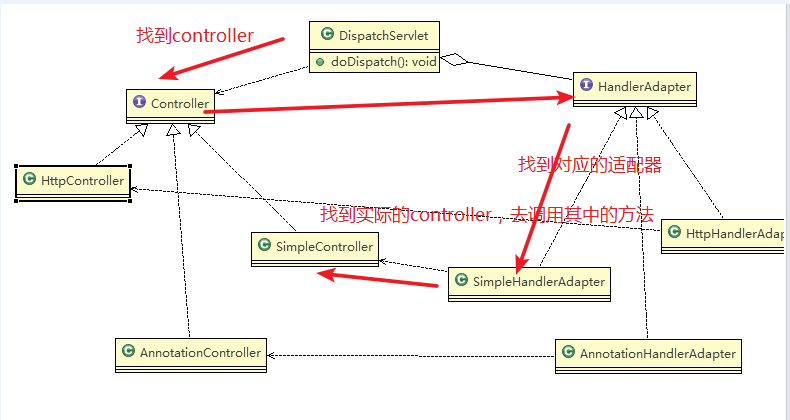 找到controller
DispatchServlet
doDispatch(): void
Controller
HandlerAdapter
找到对应的适配器
HttpController
找到实际的controller，去调用其中的方法
HttpHandlerAdap
SimpleController
SimpleHandlerAdapter
AnnotationController
AnnotationHandlerAdapter